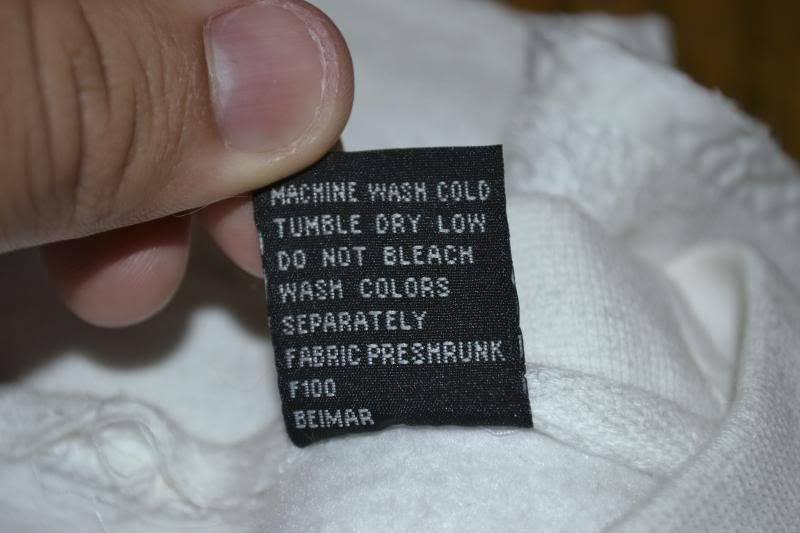 MACHINE WASH COLD
TUMBLE DRY LOW
DO NOT BLEACH
WASH COLORS
SEPARATELY
FABRIC PRESHRUNK
F100
BEIMAR